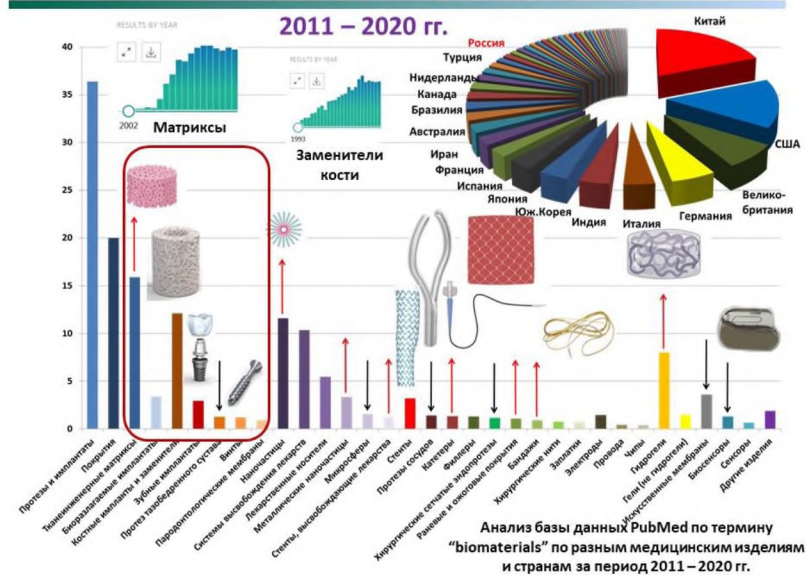 2011 – 2020 гг.
RESULTS BY YEAR
2002
Матриксы
RESULTS BY YEAR
1993
Заменители
кости
Китай
США
Велико-
британия
Германия
Италия
Индия
Юж.Корея
Япония
Испания
Франция
Иран
Австралия
Бразилия
Канада
Нидерланды
Турция
Россия
40
35
30
25
20
15
10
5
0
Протезы и импланты
Покрытия
Тканеинженерные матриксы
Биоразлагаемые импланты
Костные импланты и заменители
Зубные импланты
Протез тазобедренного сустава
Винты
Пародонтологические мембраны
Наночастицы
Системы высвобождения лекарств
Лекарственные носители
Металлические наночастицы
Микросферы
Стенты, высвобождающие лекарства
Стенты
Протезы сосудов
Катетеры
Филлеры
Хирургические сетчатые эндопротезы
Раневые и ожоговые покрытия
Бандажи
Хирургические нити
Заплатки
Электроды
Провода
Чипы
Гидрогели
Гели (не гидрогели)
Искусственные мембраны
Биосенсоры
Сенсоры
Другие изделия
Анализ базы данных PubMed по термину
“biomaterials” по разным медицинским изделиям
и странам за период 2011 – 2020 гг.